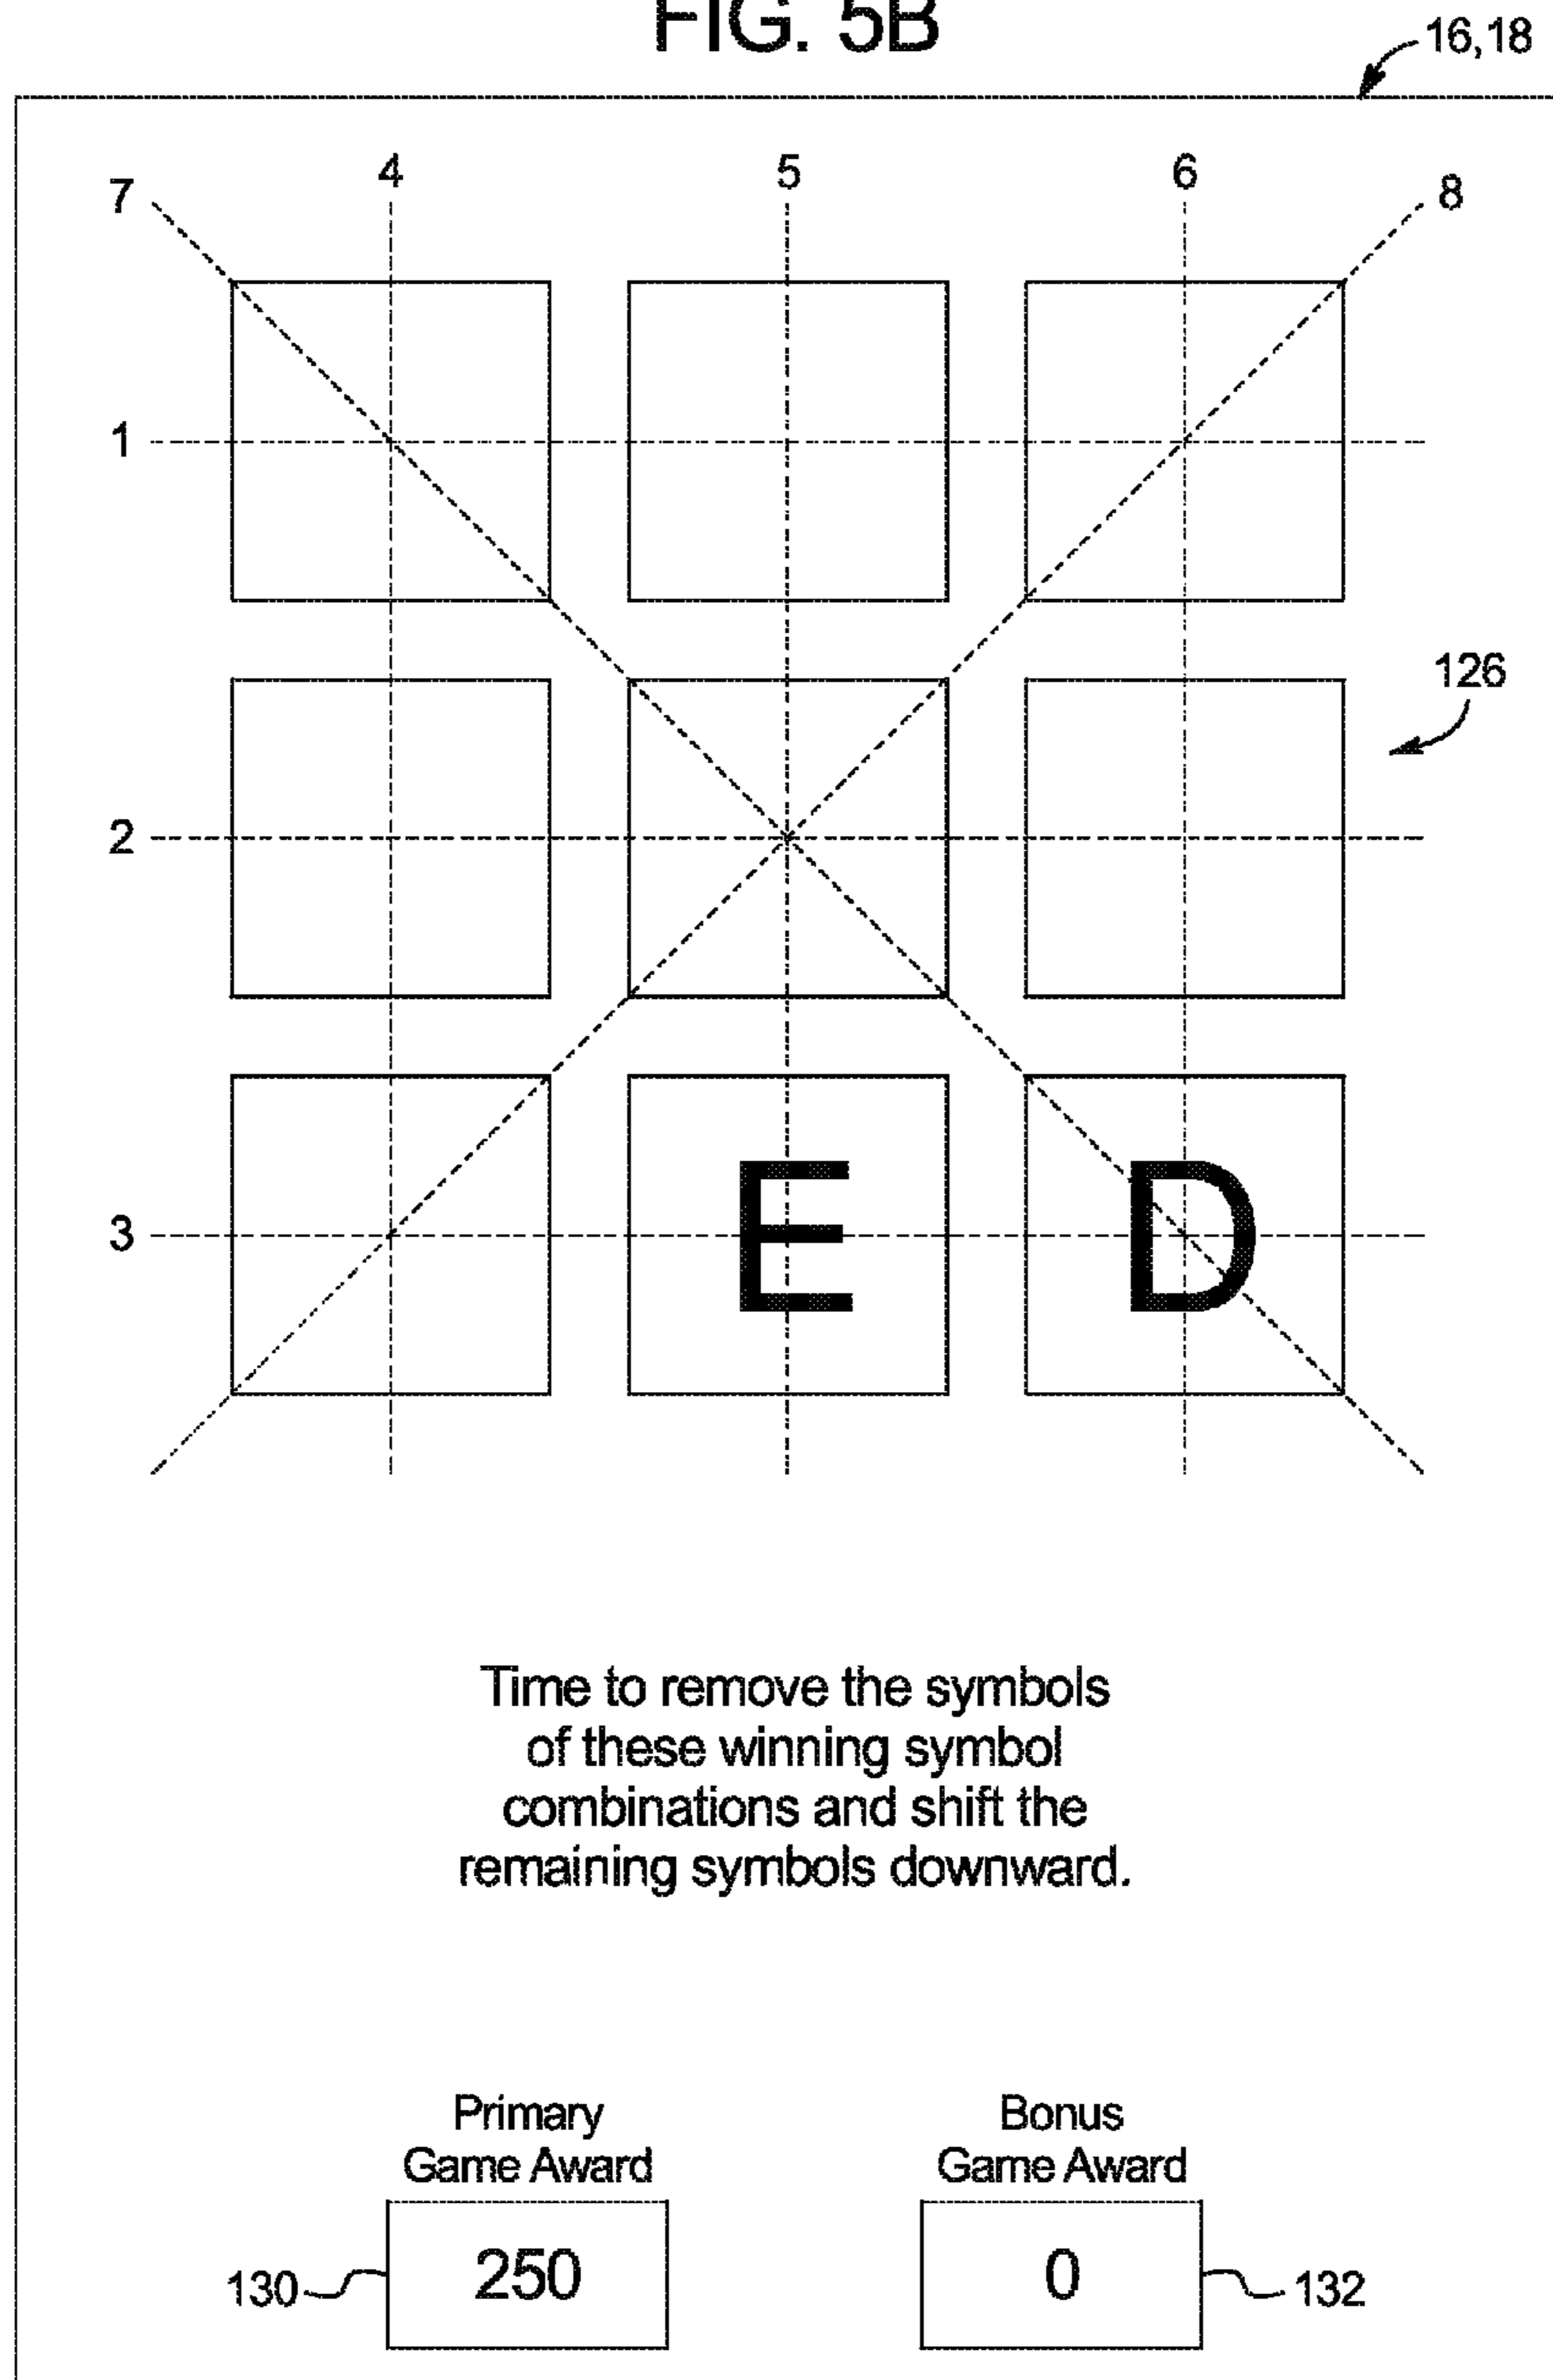 FIG. 5B
16,18
7 4 5 6 8
1
126
2
3 E D
Time to remove the symbols
of these winning symbol
combinations and shift the
remaining symbols downward.
Primary Bonus
Game Award Game Award
130 250 0 132